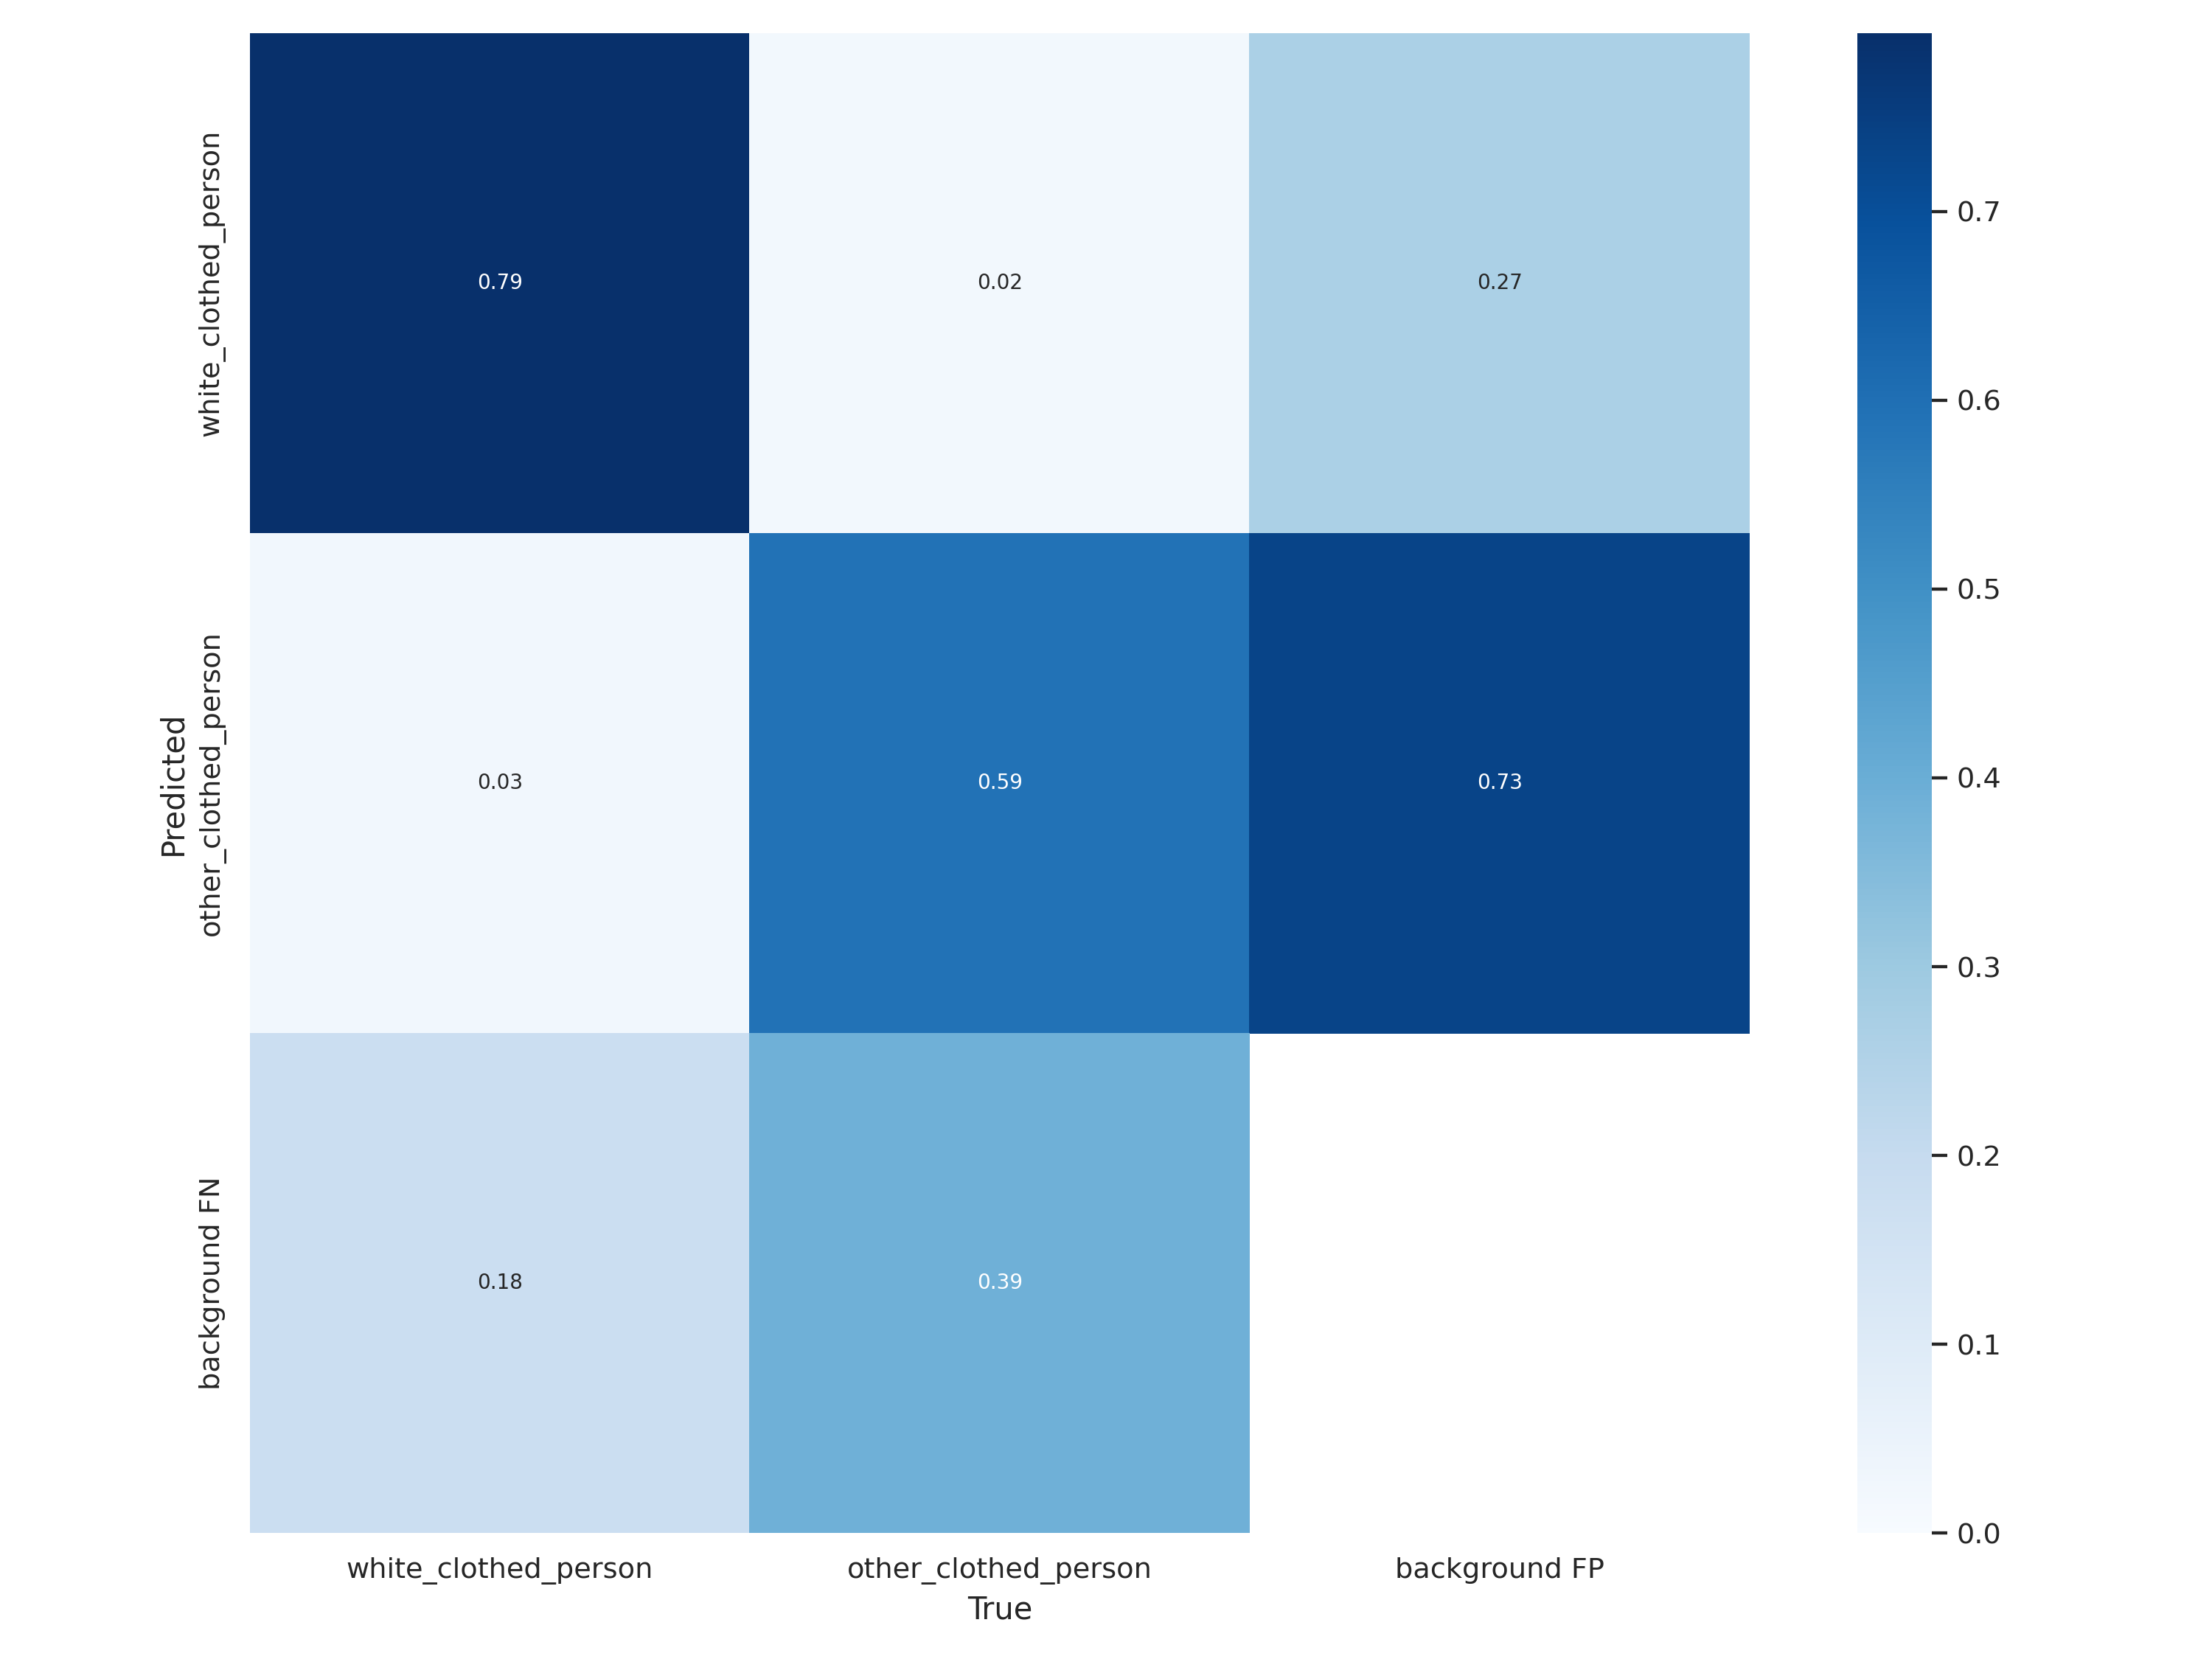 white_clothed_person
0.79
0.02
0.27
Predicted
other_clothed_person
0.03
0.59
0.73
background FN
0.18
0.39
white_clothed_person
other_clothed_person
background FP
True
0.7
0.6
0.5
0.4
0.3
0.2
0.1
0.0